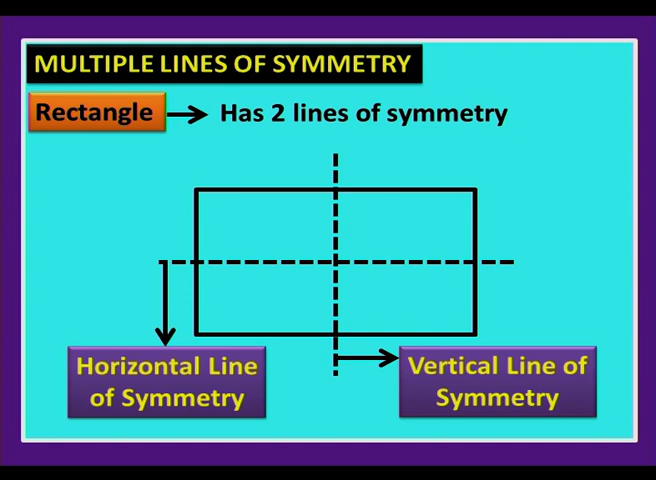 MULTIPLE LINES OF SYMMETRY
Rectangle Has 2 lines of symmetry
Horizontal Line
of Symmetry
Vertical Line of
Symmetry